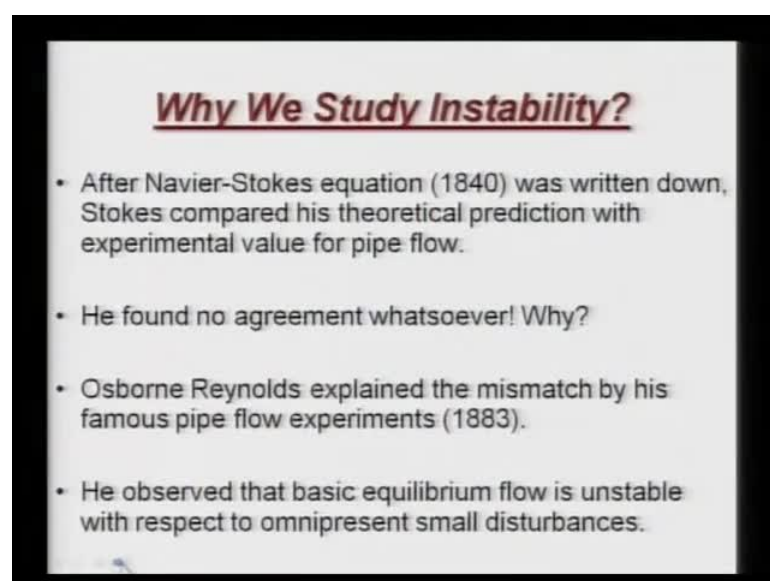 Why We Study Instability?
• After Navier-Stokes equation (1840) was written down,
Stokes compared his theoretical prediction with
experimental value for pipe flow.
• He found no agreement whatsoever! Why?
• Osborne Reynolds explained the mismatch by his
famous pipe flow experiments (1883).
• He observed that basic equilibrium flow is unstable
with respect to omnipresent small disturbances.